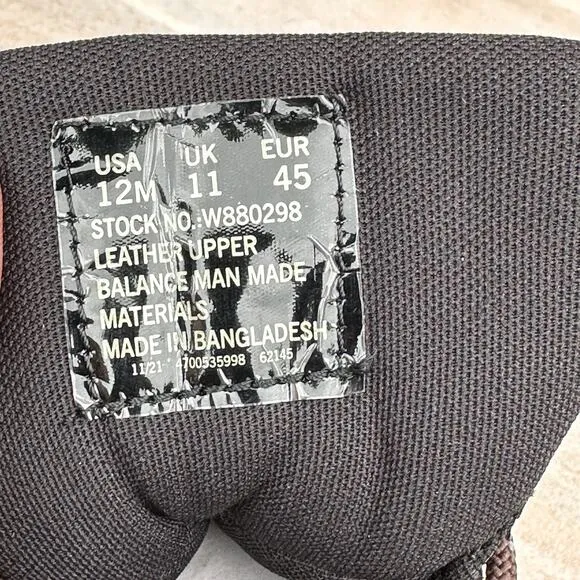 USA UK EUR
12M 11 45
STOCK NO.:W880298
LEATHER UPPER
BALANCE MAN MADE
MATERIALS
MADE IN BANGLADESH
11/21 4700535998 62145